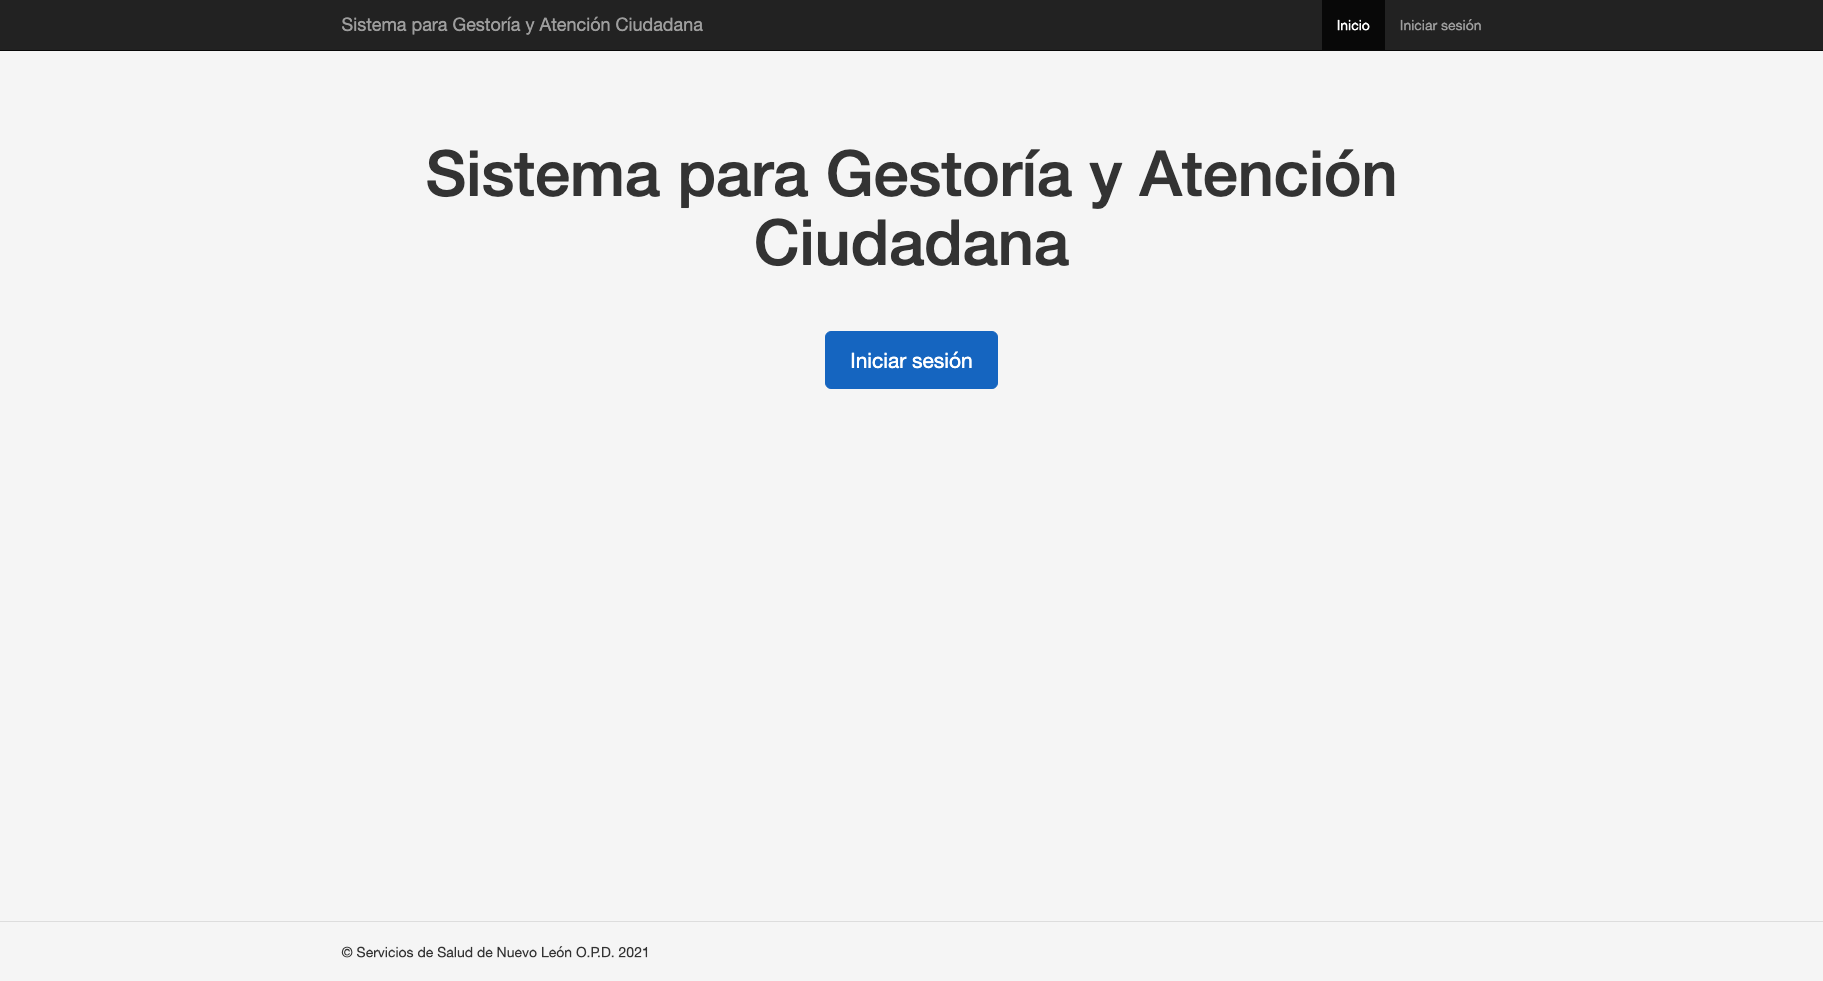 Sistema para Gestoría y Atención Ciudadana
Inicio
Iniciar sesión
Sistema para Gestoría y Atención
Ciudadana
Iniciar sesión
© Servicios de Salud de Nuevo León O.P.D. 2021